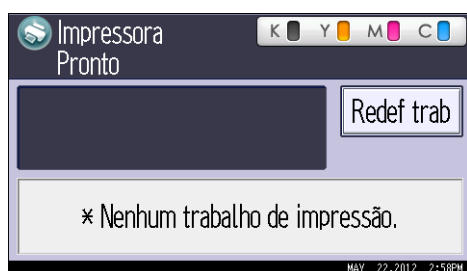 Impressora
K Y M C
Pronto
Redef trab
* Nenhum trabalho de impressão.
MAY 22.2012 2:58PM